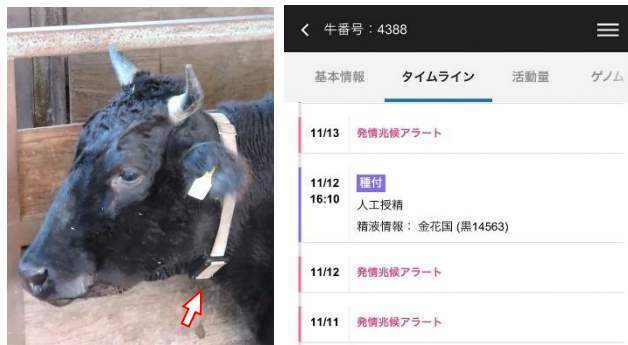 牛番号：4388
基本情報 タイムライン 活動量 ゲノム
11/13 発情兆候アラート
11/12 種付
16:10 人工授精
精液情報： 金花国 (黒14563)
11/12 発情兆候アラート
11/11 発情兆候アラート